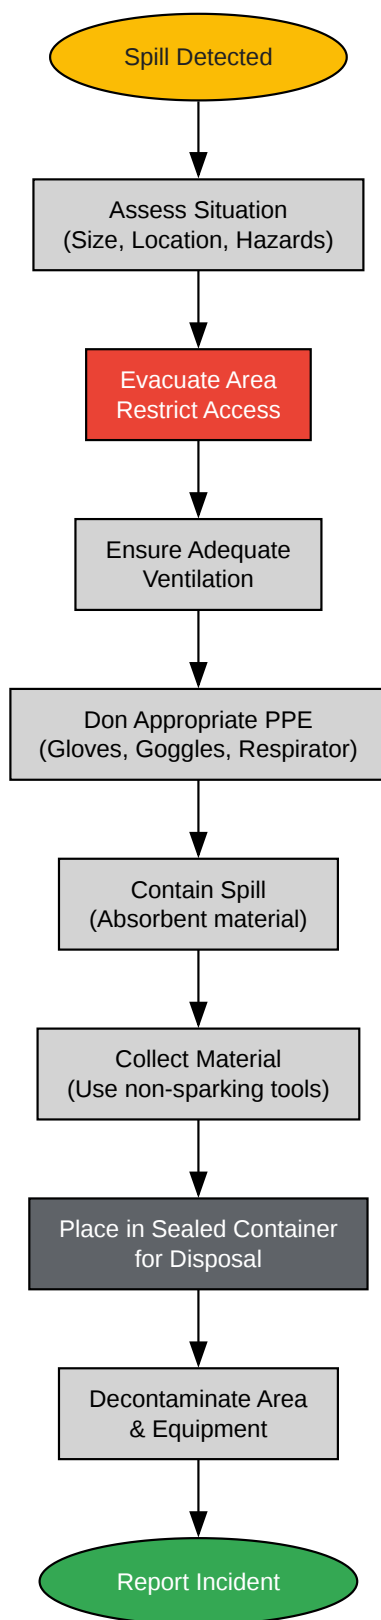 Spill Detected
Assess Situation
(Size, Location, Hazards)
Evacuate Area
Restrict Access
Ensure Adequate
Ventilation
Don Appropriate PPE
(Gloves, Goggles, Respirator)
Contain Spill
(Absorbent material)
Collect Material
(Use non-sparking tools)
Place in Sealed Container
for Disposal
Decontaminate Area
& Equipment
Report Incident